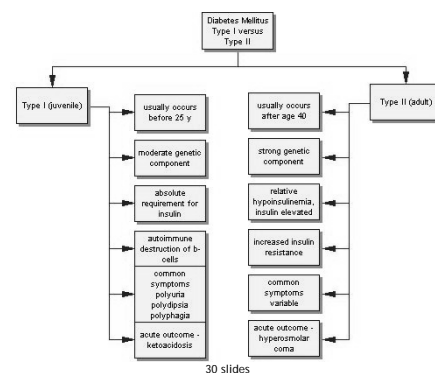 Diabetes Mellitus
Type I versus
Type II
Type I (juvenile)
usually occurs
before 25 y
moderate genetic
component
absolute
requirement for
insulin
autoimmune
destruction of b-
cells
common
symptoms
polyuria
polydipsia
polyphagia
acute outcome -
ketoacidosis
Type II (adult)
usually occurs
after age 40
strong genetic
component
relative
hypoinsulinemia,
insulin elevated
increased insulin
resistance
common
symptoms
variable
acute outcome -
hyperosmolar
coma
30 slides